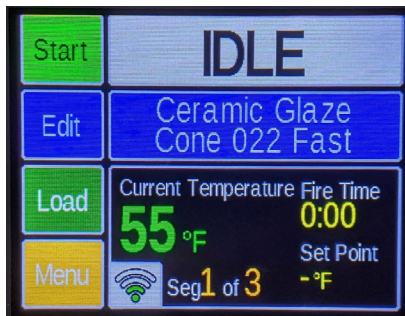 Start
IDLE
Edit
Ceramic Glaze
Cone 022 Fast
Load
Current Temperature
Fire Time
55 °F
0:00
Set Point
- °F
Menu
Seg 1 of 3